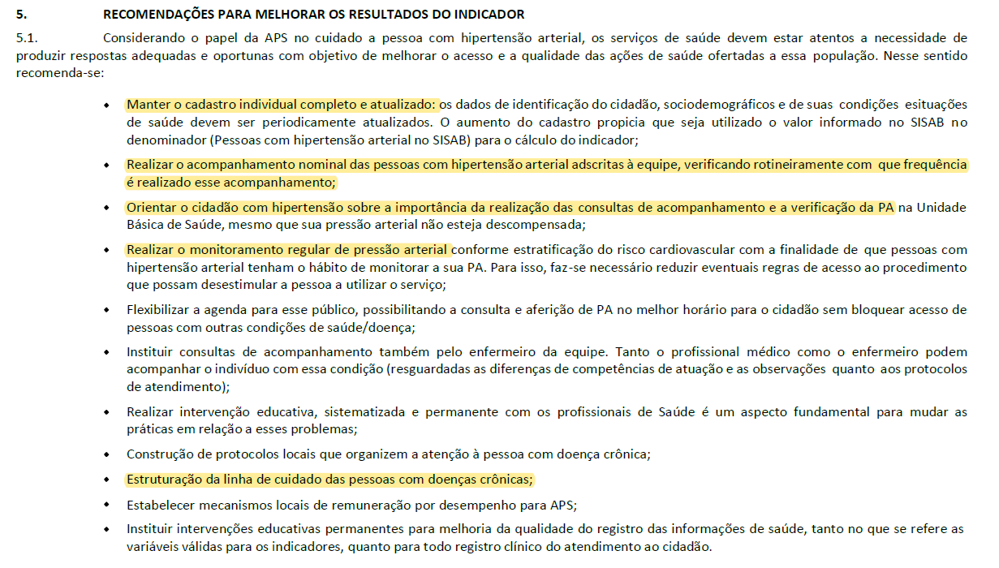 5. RECOMENDAÇÕES PARA MELHORAR OS RESULTADOS DO INDICADOR
5.1. Considerando o papel da APS no cuidado a pessoa com hipertensão arterial, os serviços de saúde devem estar atentos a necessidade de
produzir respostas adequadas e oportunas com objetivo de melhorar o acesso e a qualidade das ações de saúde ofertadas a essa população. Nesse sentido
recomenda-se:
• Manter o cadastro individual completo e atualizado: os dados de identificação do cidadão, sociodemográficos e de suas condições esituações
de saúde devem ser periodicamente atualizados. O aumento do cadastro propicia que seja utilizado o valor informado no SISAB no
denominador (Pessoas com hipertensão arterial no SISAB) para o cálculo do indicador;
• Realizar o acompanhamento nominal das pessoas com hipertensão arterial adscritas à equipe, verificando rotineiramente com que frequência
é realizado esse acompanhamento;
• Orientar o cidadão com hipertensão sobre a importância da realização das consultas de acompanhamento e a verificação da PA na Unidade
Básica de Saúde, mesmo que sua pressão arterial não esteja descompensada;
• Realizar o monitoramento regular de pressão arterial conforme estratificação do risco cardiovascular com a finalidade de que pessoas com
hipertensão arterial tenham o hábito de monitorar a sua PA. Para isso, faz-se necessário reduzir eventuais regras de acesso ao procedimento
que possam desestimular a pessoa a utilizar o serviço;
• Flexibilizar a agenda para esse público, possibilitando a consulta e aferição de PA no melhor horário para o cidadão sem bloquear acesso de
pessoas com outras condições de saúde/doença;
• Instituir consultas de acompanhamento também pelo enfermeiro da equipe. Tanto o profissional médico como o enfermeiro podem
acompanhar o indivíduo com essa condição (resguardadas as diferenças de competências de atuação e as observações quanto aos protocolos
de atendimento);
• Realizar intervenção educativa, sistematizada e permanente com os profissionais de Saúde é um aspecto fundamental para mudar as
práticas em relação a esses problemas;
• Construção de protocolos locais que organizem a atenção à pessoa com doença crônica;
• Estruturação da linha de cuidado das pessoas com doenças crônicas;
• Estabelecer mecanismos locais de remuneração por desempenho para APS;
• Instituir intervenções educativas permanentes para melhoria da qualidade do registro das informações de saúde, tanto no que se refere as
variáveis válidas para os indicadores, quanto para todo registro clínico do atendimento ao cidadão.